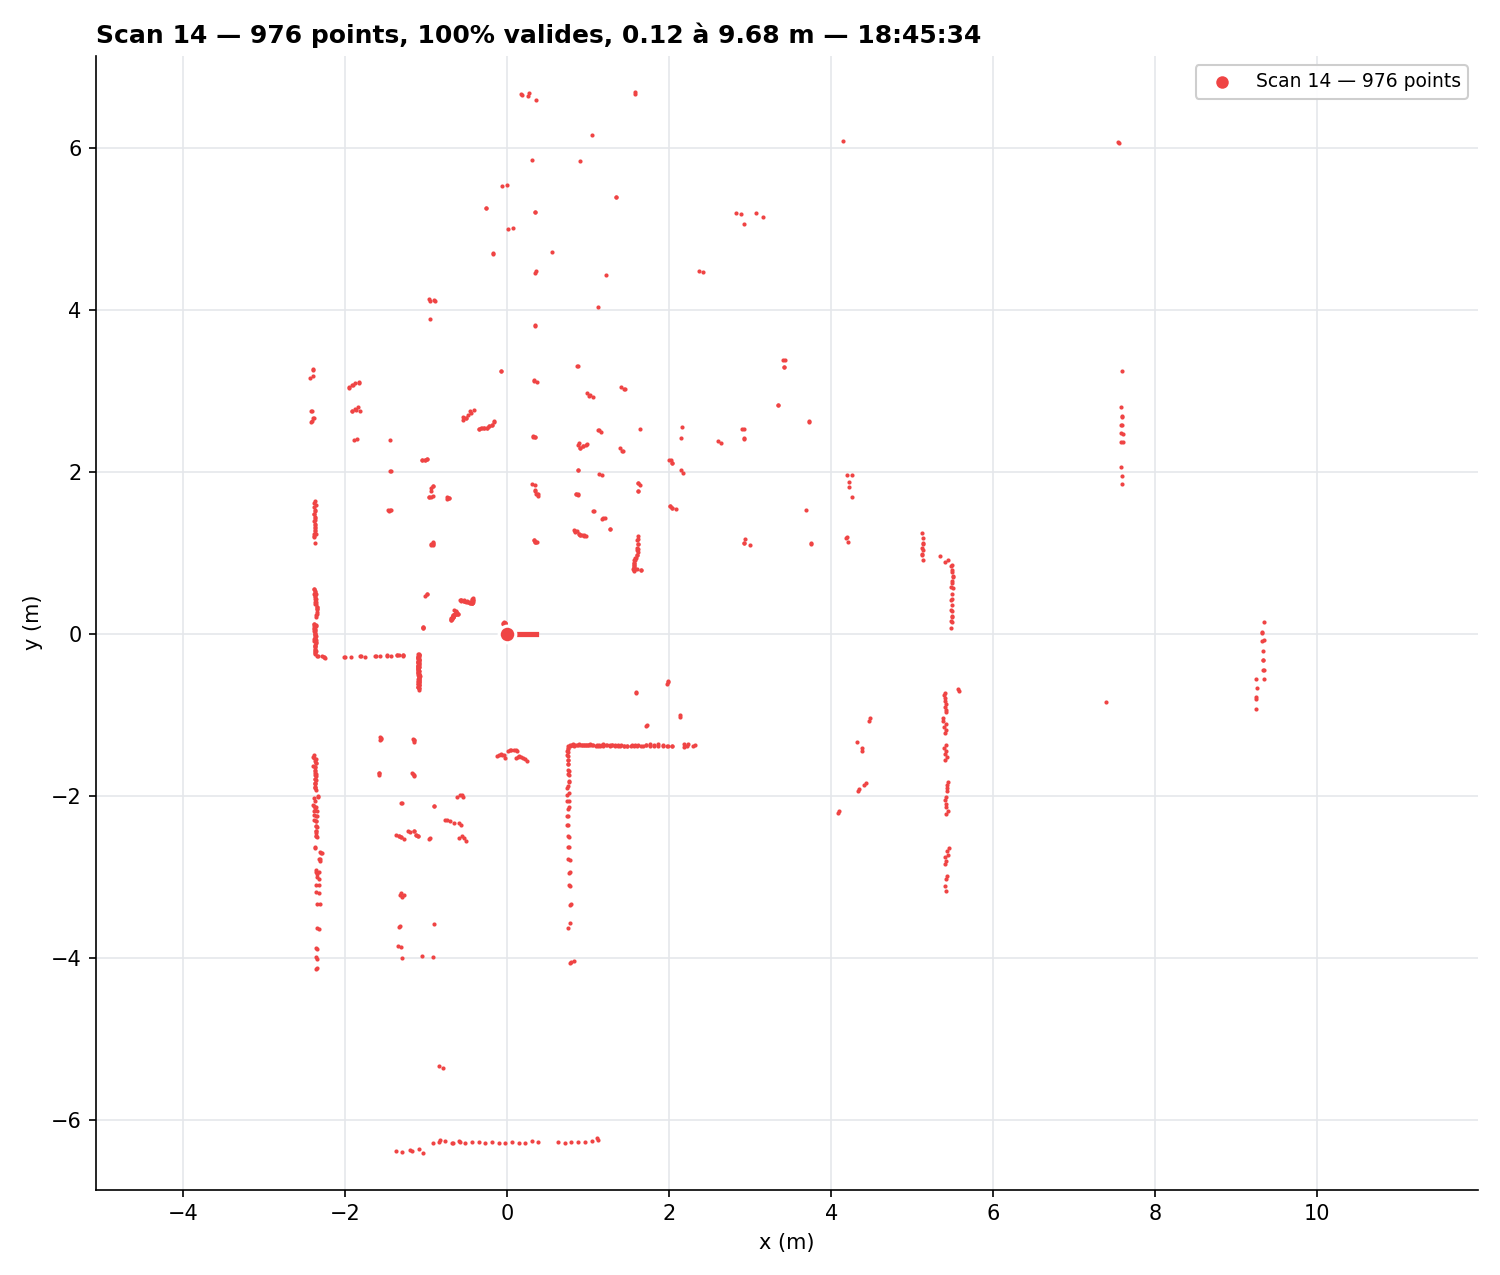 Scan 14 — 976 points, 100% valides, 0.12 à 9.68 m — 18:45:34
Scan 14 — 976 points
6
4
2
0
−2
−4
−6
y (m)
−4 −2 0 2 4 6 8 10
x (m)